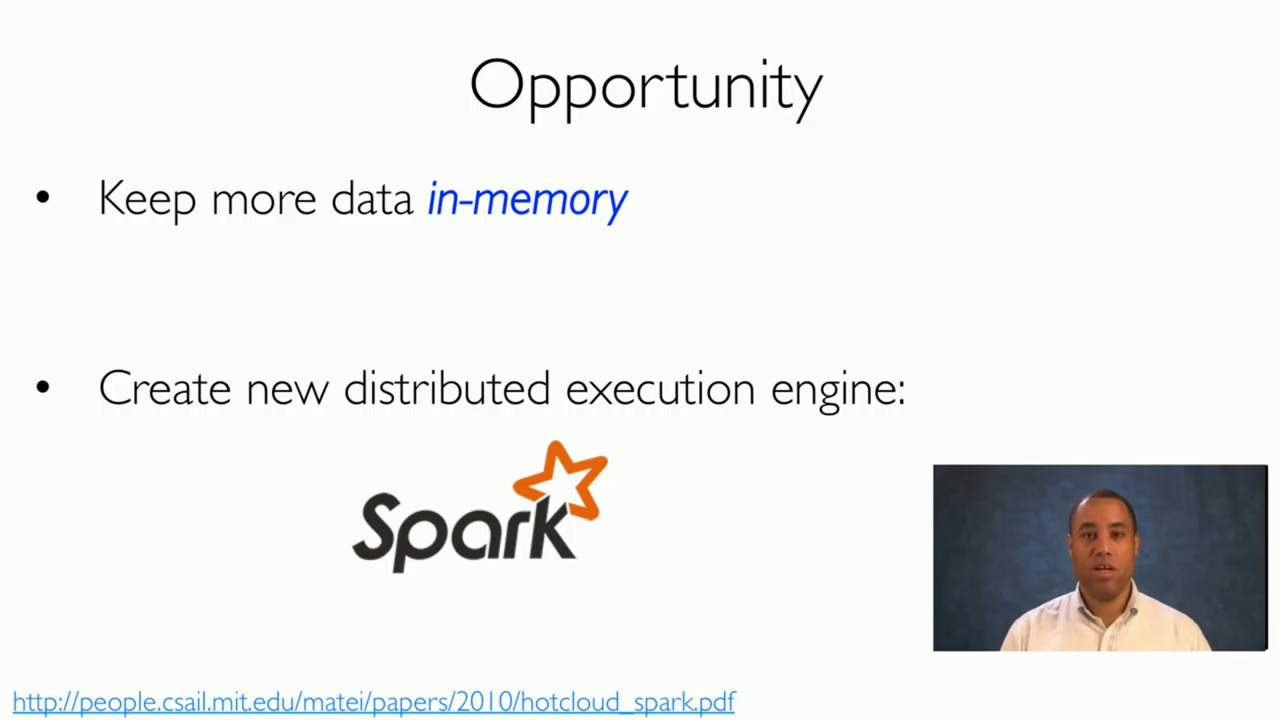 Opportunity
• Keep more data in-memory
• Create new distributed execution engine:
Spark
http://people.csail.mit.edu/matei/papers/2010/hotcloud_spark.pdf